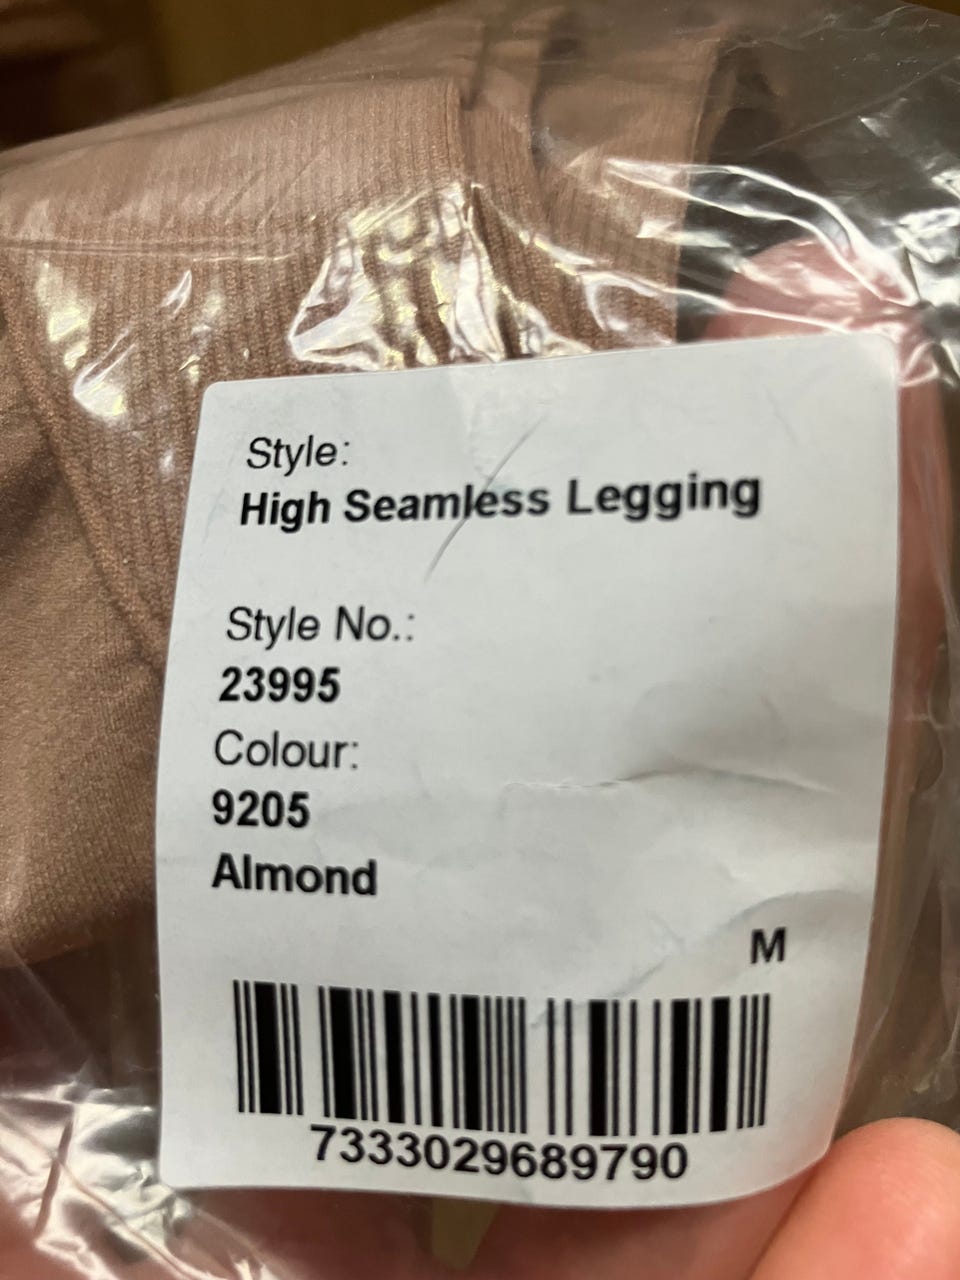 Style:
High Seamless Legging
Style No.:
23995
Colour:
9205
Almond
M
7333029689790